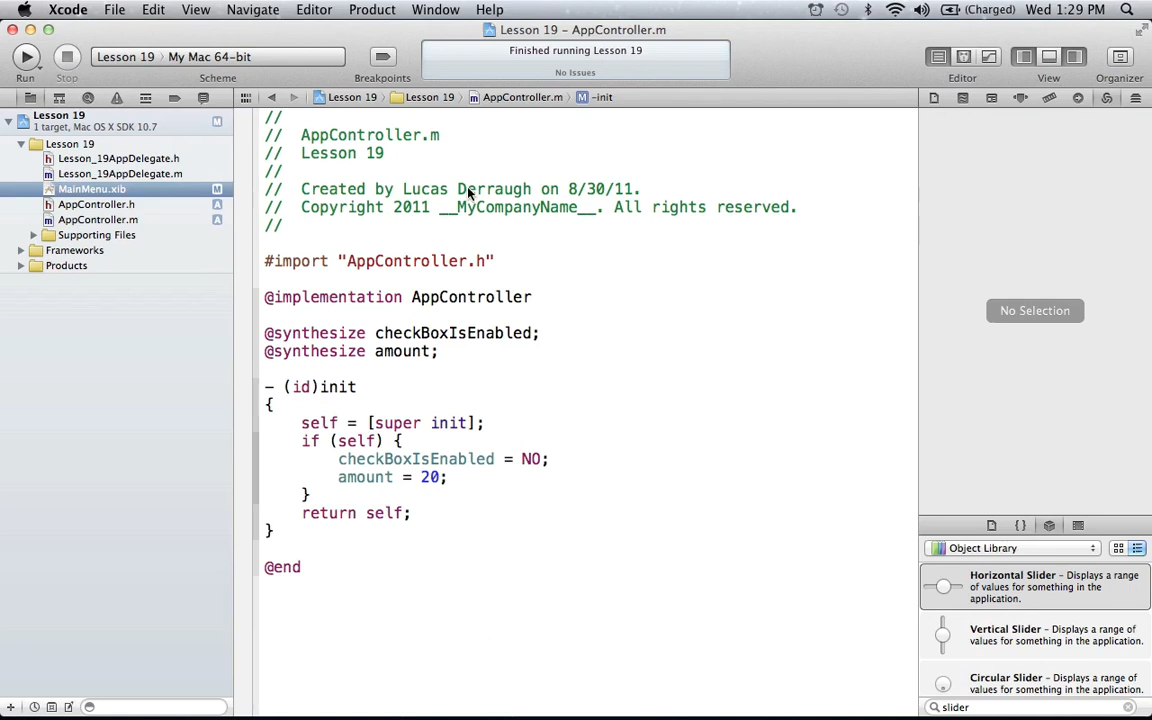 Xcode File Edit View Navigate Editor Product Window Help (Charged) Wed 1:29 PM
Lesson 19 – AppController.m
Finished running Lesson 19
No Issues
Lesson 19 My Mac 64-bit
Run Stop Scheme Breakpoints Editor View Organizer
Lesson 19 Lesson 19 AppController.m M -init
Lesson 19 M
1 target, Mac OS X SDK 10.7
Lesson 19
h Lesson_19AppDelegate.h
m Lesson_19AppDelegate.m
MainMenu.xib M
h AppController.h A
m AppController.m A
Supporting Files
Frameworks
Products
//
// AppController.m
// Lesson 19
//
// Created by Lucas Derraugh on 8/30/11.
// Copyright 2011 __MyCompanyName__. All rights reserved.
//
#import "AppController.h"
@implementation AppController
@synthesize checkBoxIsEnabled;
@synthesize amount;
- (id)init
{
self = [super init];
if (self) {
checkBoxIsEnabled = NO;
amount = 20;
}
return self;
}
@end
No Selection
Object Library
Horizontal Slider – Displays a range
of values for something in the
application.
Vertical Slider – Displays a range of
values for something in the application.
Circular Slider – Displays a range of
values for something in the application.
slider